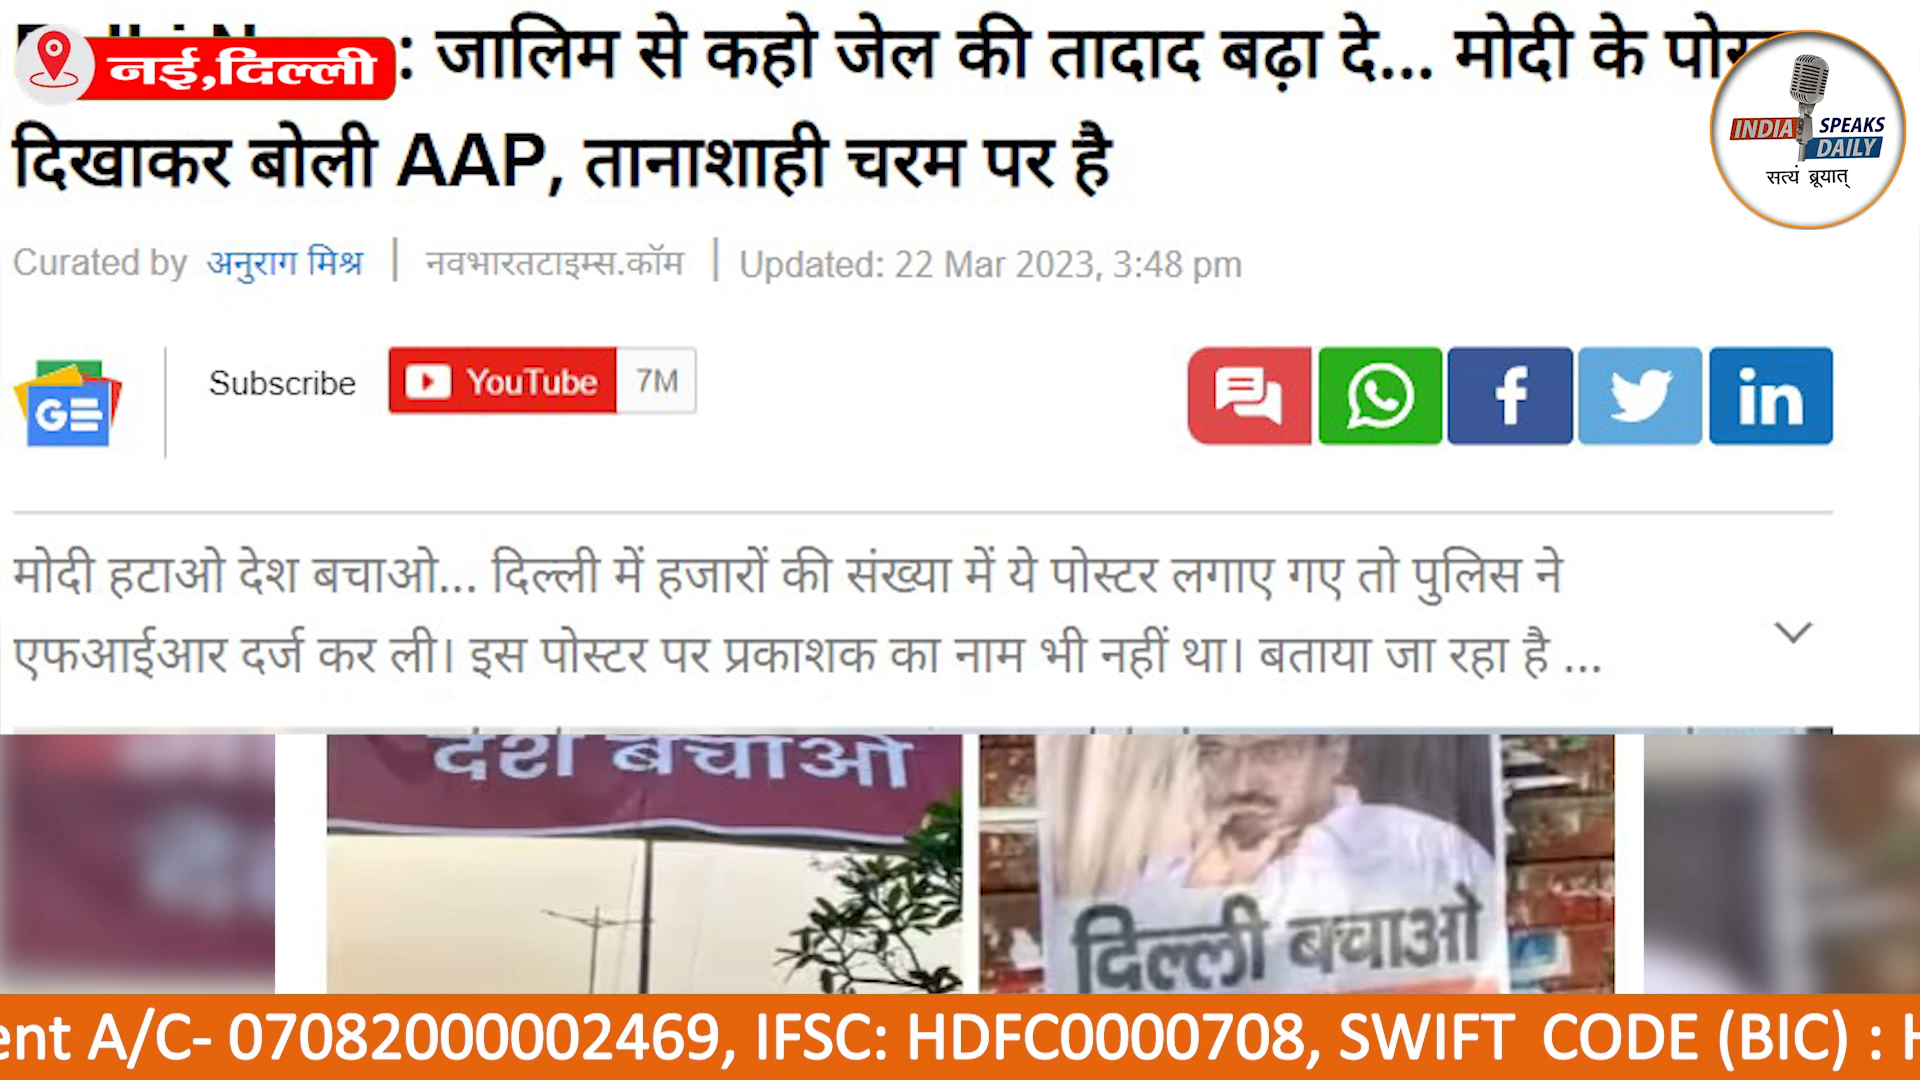 नई,दिल्ली
: जालिम से कहो जेल की तादाद बढ़ा दे... मोदी के
दिखाकर बोली AAP, तानाशाही चरम पर है
INDIA SPEAKS
DAILY
सत्यं ब्रूयात्
Curated by अनुराग मिश्र | नवभारतटाइम्स.कॉम | Updated: 22 Mar 2023, 3:48 pm
Subscribe YouTube 7M
मोदी हटाओ देश बचाओ... दिल्ली में हजारों की संख्या में ये पोस्टर लगाए गए तो पुलिस ने
एफआईआर दर्ज कर ली। इस पोस्टर पर प्रकाशक का नाम भी नहीं था। बताया जा रहा है ...
देश बचाओ
दिल्ली बचाओ
ent A/C- 07082000002469, IFSC: HDFC0000708, SWIFT CODE (BIC) : H